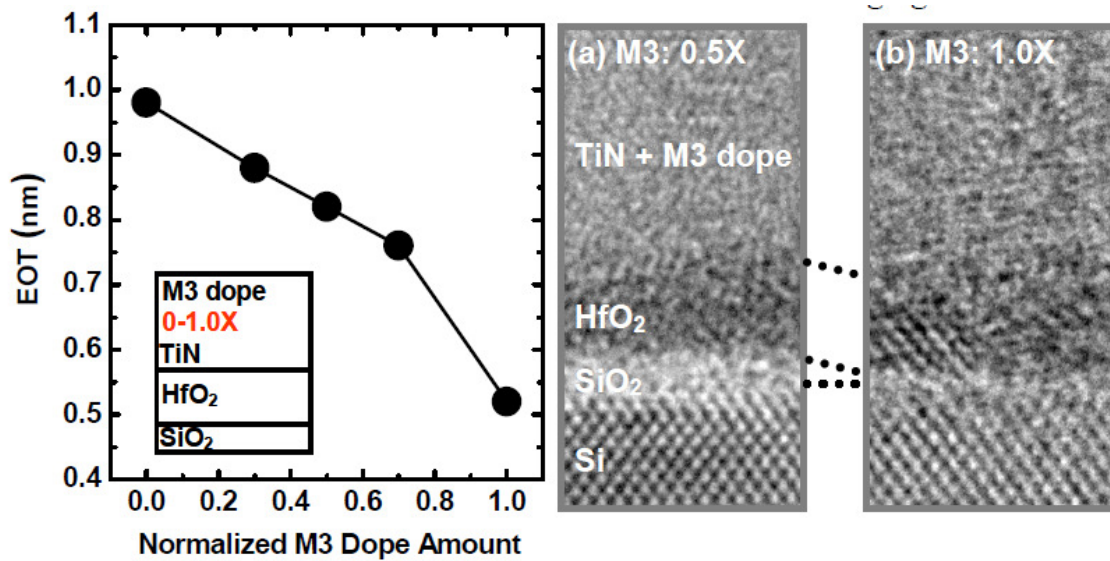 1.1
1.0
0.9
0.8
0.7
0.6
0.5
0.4
EOT (nm)
M3 dope
0-1.0X
TiN
HfO₂
SiO₂
0.0 0.2 0.4 0.6 0.8 1.0
Normalized M3 Dope Amount
(a) M3: 0.5X
TiN + M3 dope
HfO₂
SiO₂
Si
(b) M3: 1.0X